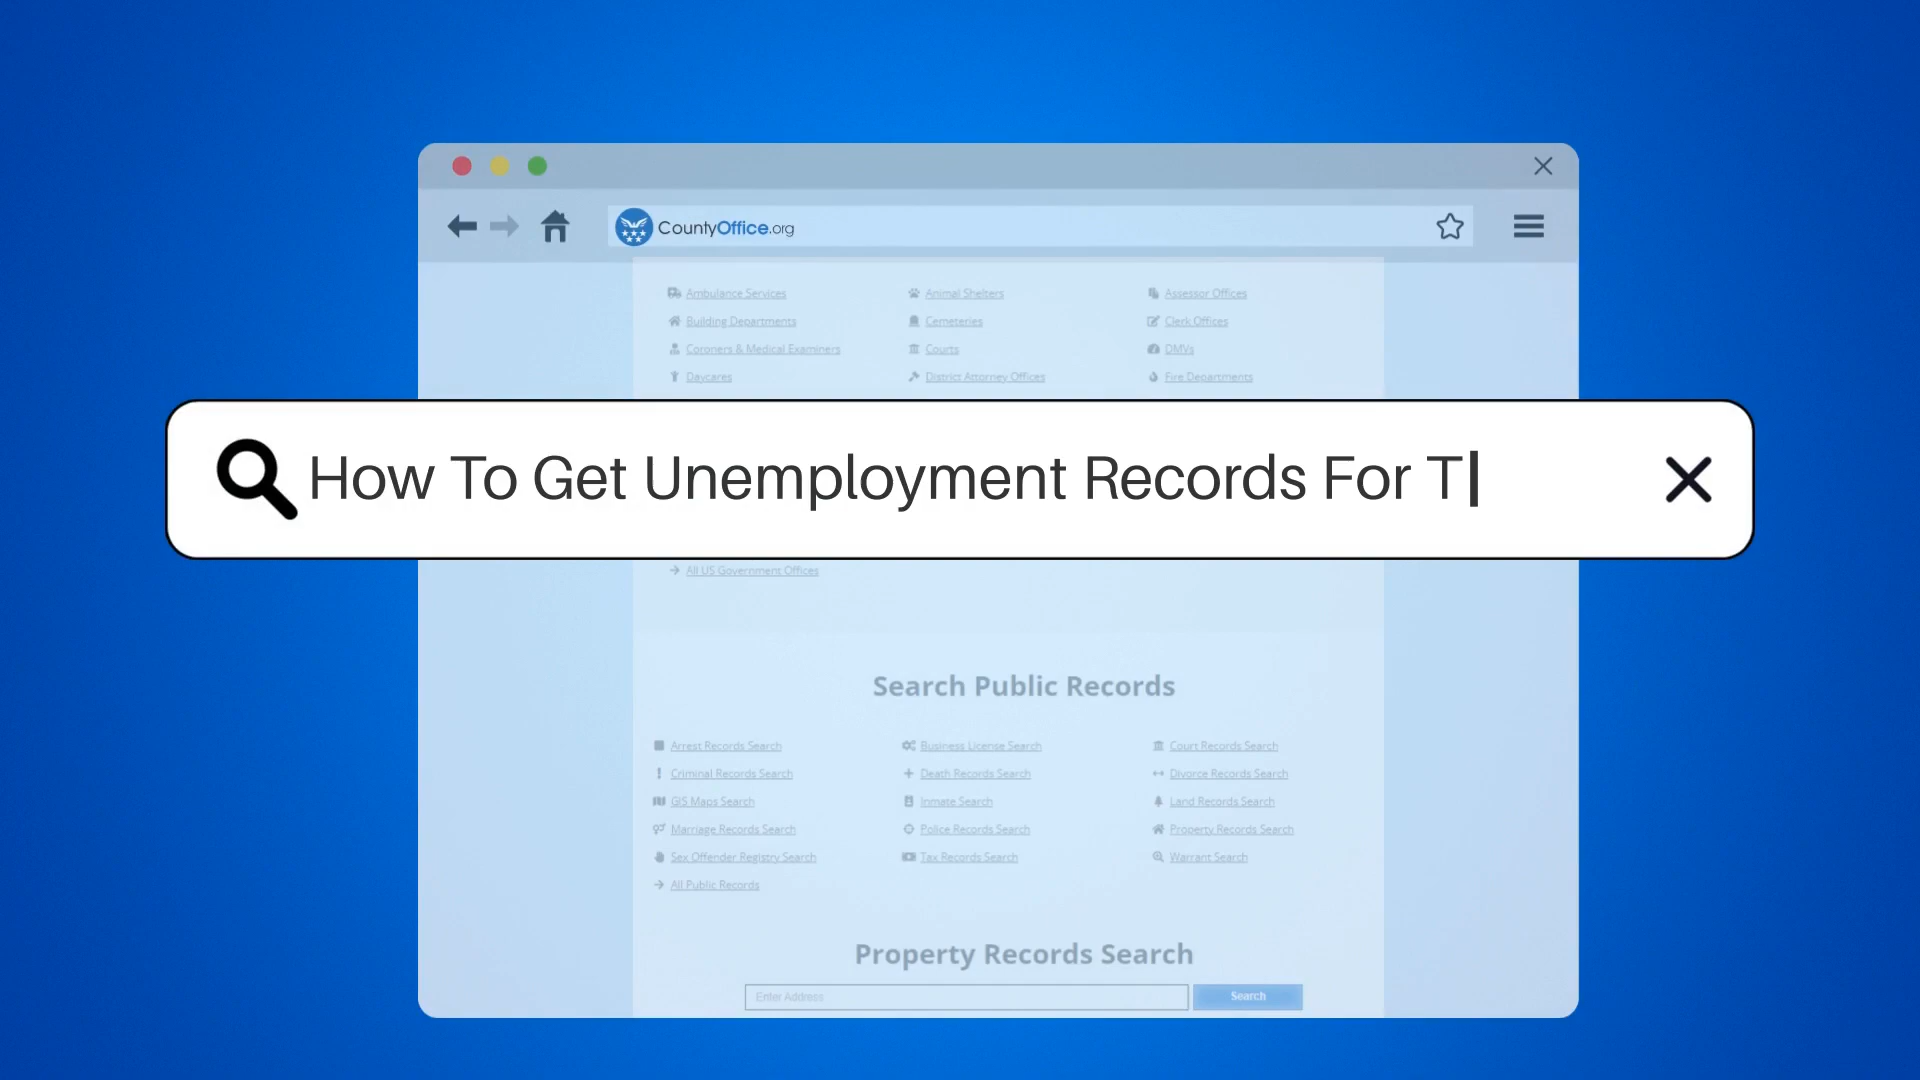 CountyOffice.org
Ambulance Services Animal Shelters Assessor Offices
Building Departments Cemeteries Clerk Offices
Coroners & Medical Examiners Courts DMVs
Daycares District Attorney Offices Fire Departments
How To Get Unemployment Records For T
All US Government Offices
Search Public Records
Arrest Records Search Business License Search Court Records Search
Criminal Records Search Death Records Search Divorce Records Search
GIS Maps Search Inmate Search Land Records Search
Marriage Records Search Police Records Search Property Records Search
Sex Offender Registry Search Tax Records Search Warrant Search
All Public Records
Property Records Search
Enter Address Search